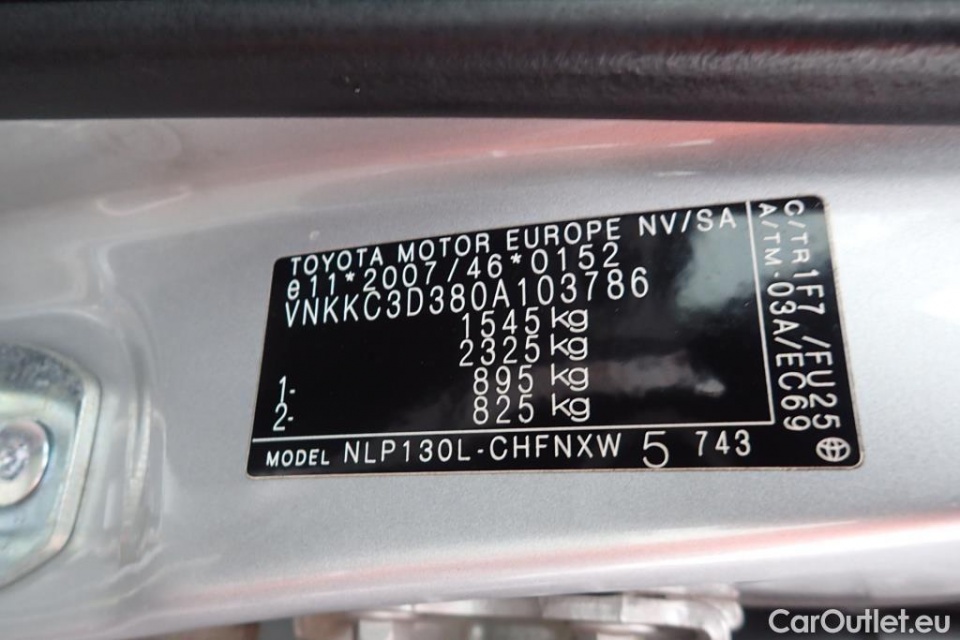 TOYOTA MOTOR EUROPE NV/SA
e11*2007/46*0152
VNKKC3D380A103786
1545 kg
2325 kg
1- 895 kg
2- 825 kg
MODEL NLP130L-CHFNXW 5 743
C/TR 1F7 /FU25
A/TM·03A/EC69
CarOutlet.eu